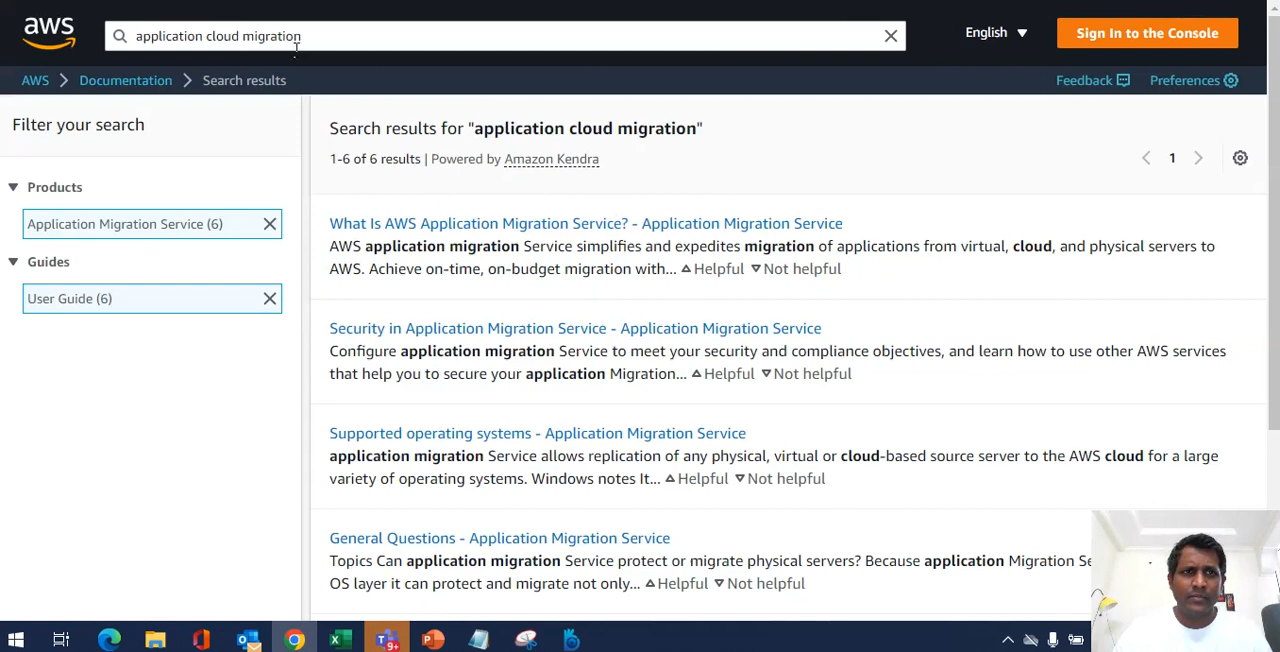 aws
application cloud migration
English
Sign In to the Console
AWS
Documentation
Search results
Feedback
Preferences
Filter your search
Products
Application Migration Service (6)
Guides
User Guide (6)
Search results for "application cloud migration"
1-6 of 6 results | Powered by Amazon Kendra
1
What Is AWS Application Migration Service? - Application Migration Service
AWS application migration Service simplifies and expedites migration of applications from virtual, cloud, and physical servers to
AWS. Achieve on-time, on-budget migration with... Helpful Not helpful
Security in Application Migration Service - Application Migration Service
Configure application migration Service to meet your security and compliance objectives, and learn how to use other AWS services
that help you to secure your application Migration... Helpful Not helpful
Supported operating systems - Application Migration Service
application migration Service allows replication of any physical, virtual or cloud-based source server to the AWS cloud for a large
variety of operating systems. Windows notes It... Helpful Not helpful
General Questions - Application Migration Service
Topics Can application migration Service protect or migrate physical servers? Because application Migration Se
OS layer it can protect and migrate not only... Helpful Not helpful
9+